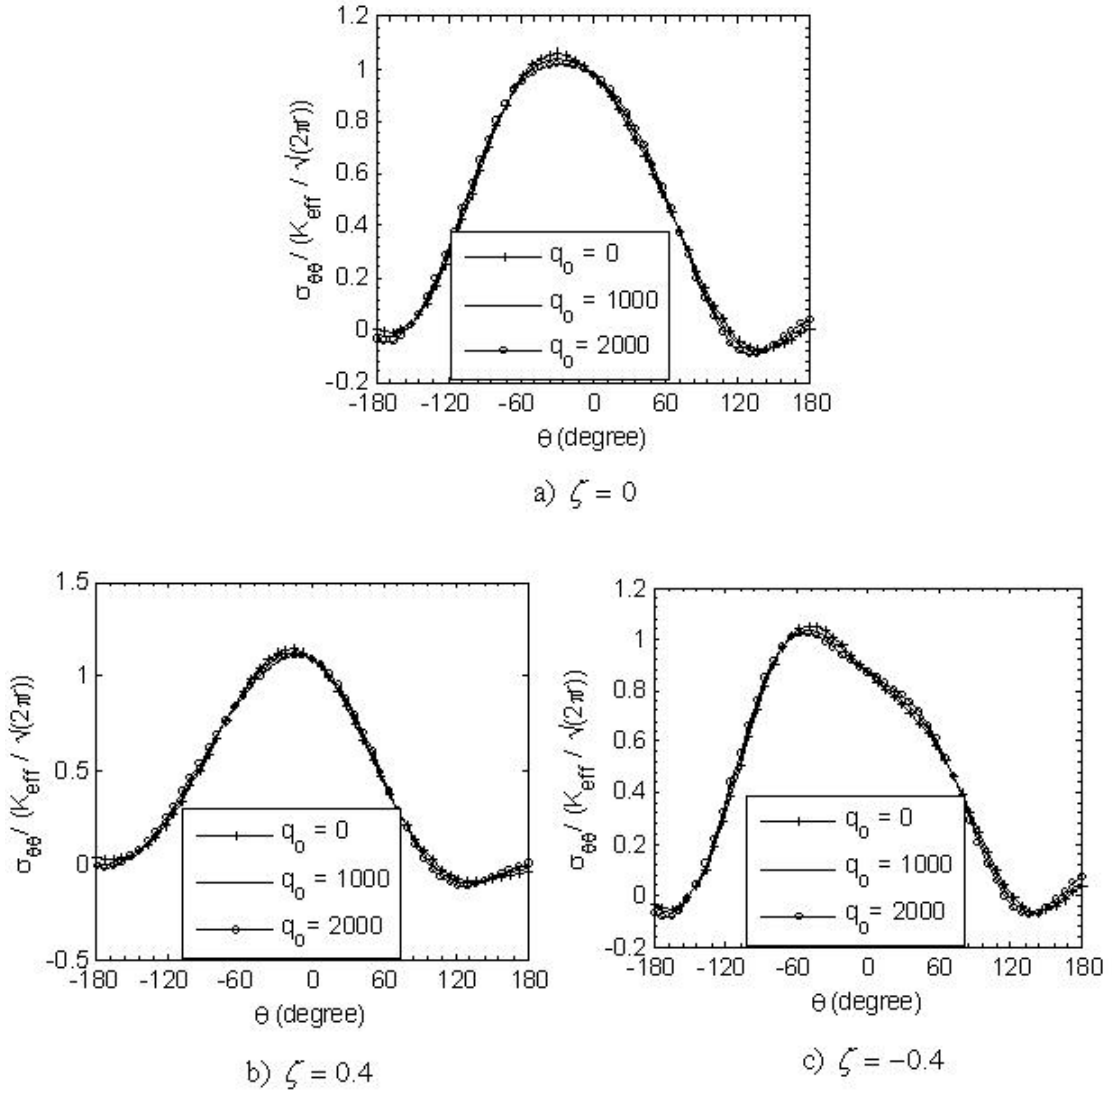 1.2
1
0.8
0.6
0.4
0.2
0
-0.2
σθθ / (Keff / √(2πr))
q0 = 0
q0 = 1000
q0 = 2000
-180 -120 -60 0 60 120 180
θ (degree)
a) ζ = 0
1.5
1
0.5
0
-0.5
σθθ / (Keff / √(2πr))
q0 = 0
q0 = 1000
q0 = 2000
-180 -120 -60 0 60 120 180
θ (degree)
b) ζ = 0.4
1.2
1
0.8
0.6
0.4
0.2
0
-0.2
σθθ / (Keff / √(2πr))
q0 = 0
q0 = 1000
q0 = 2000
-180 -120 -60 0 60 120 180
θ (degree)
c) ζ = −0.4